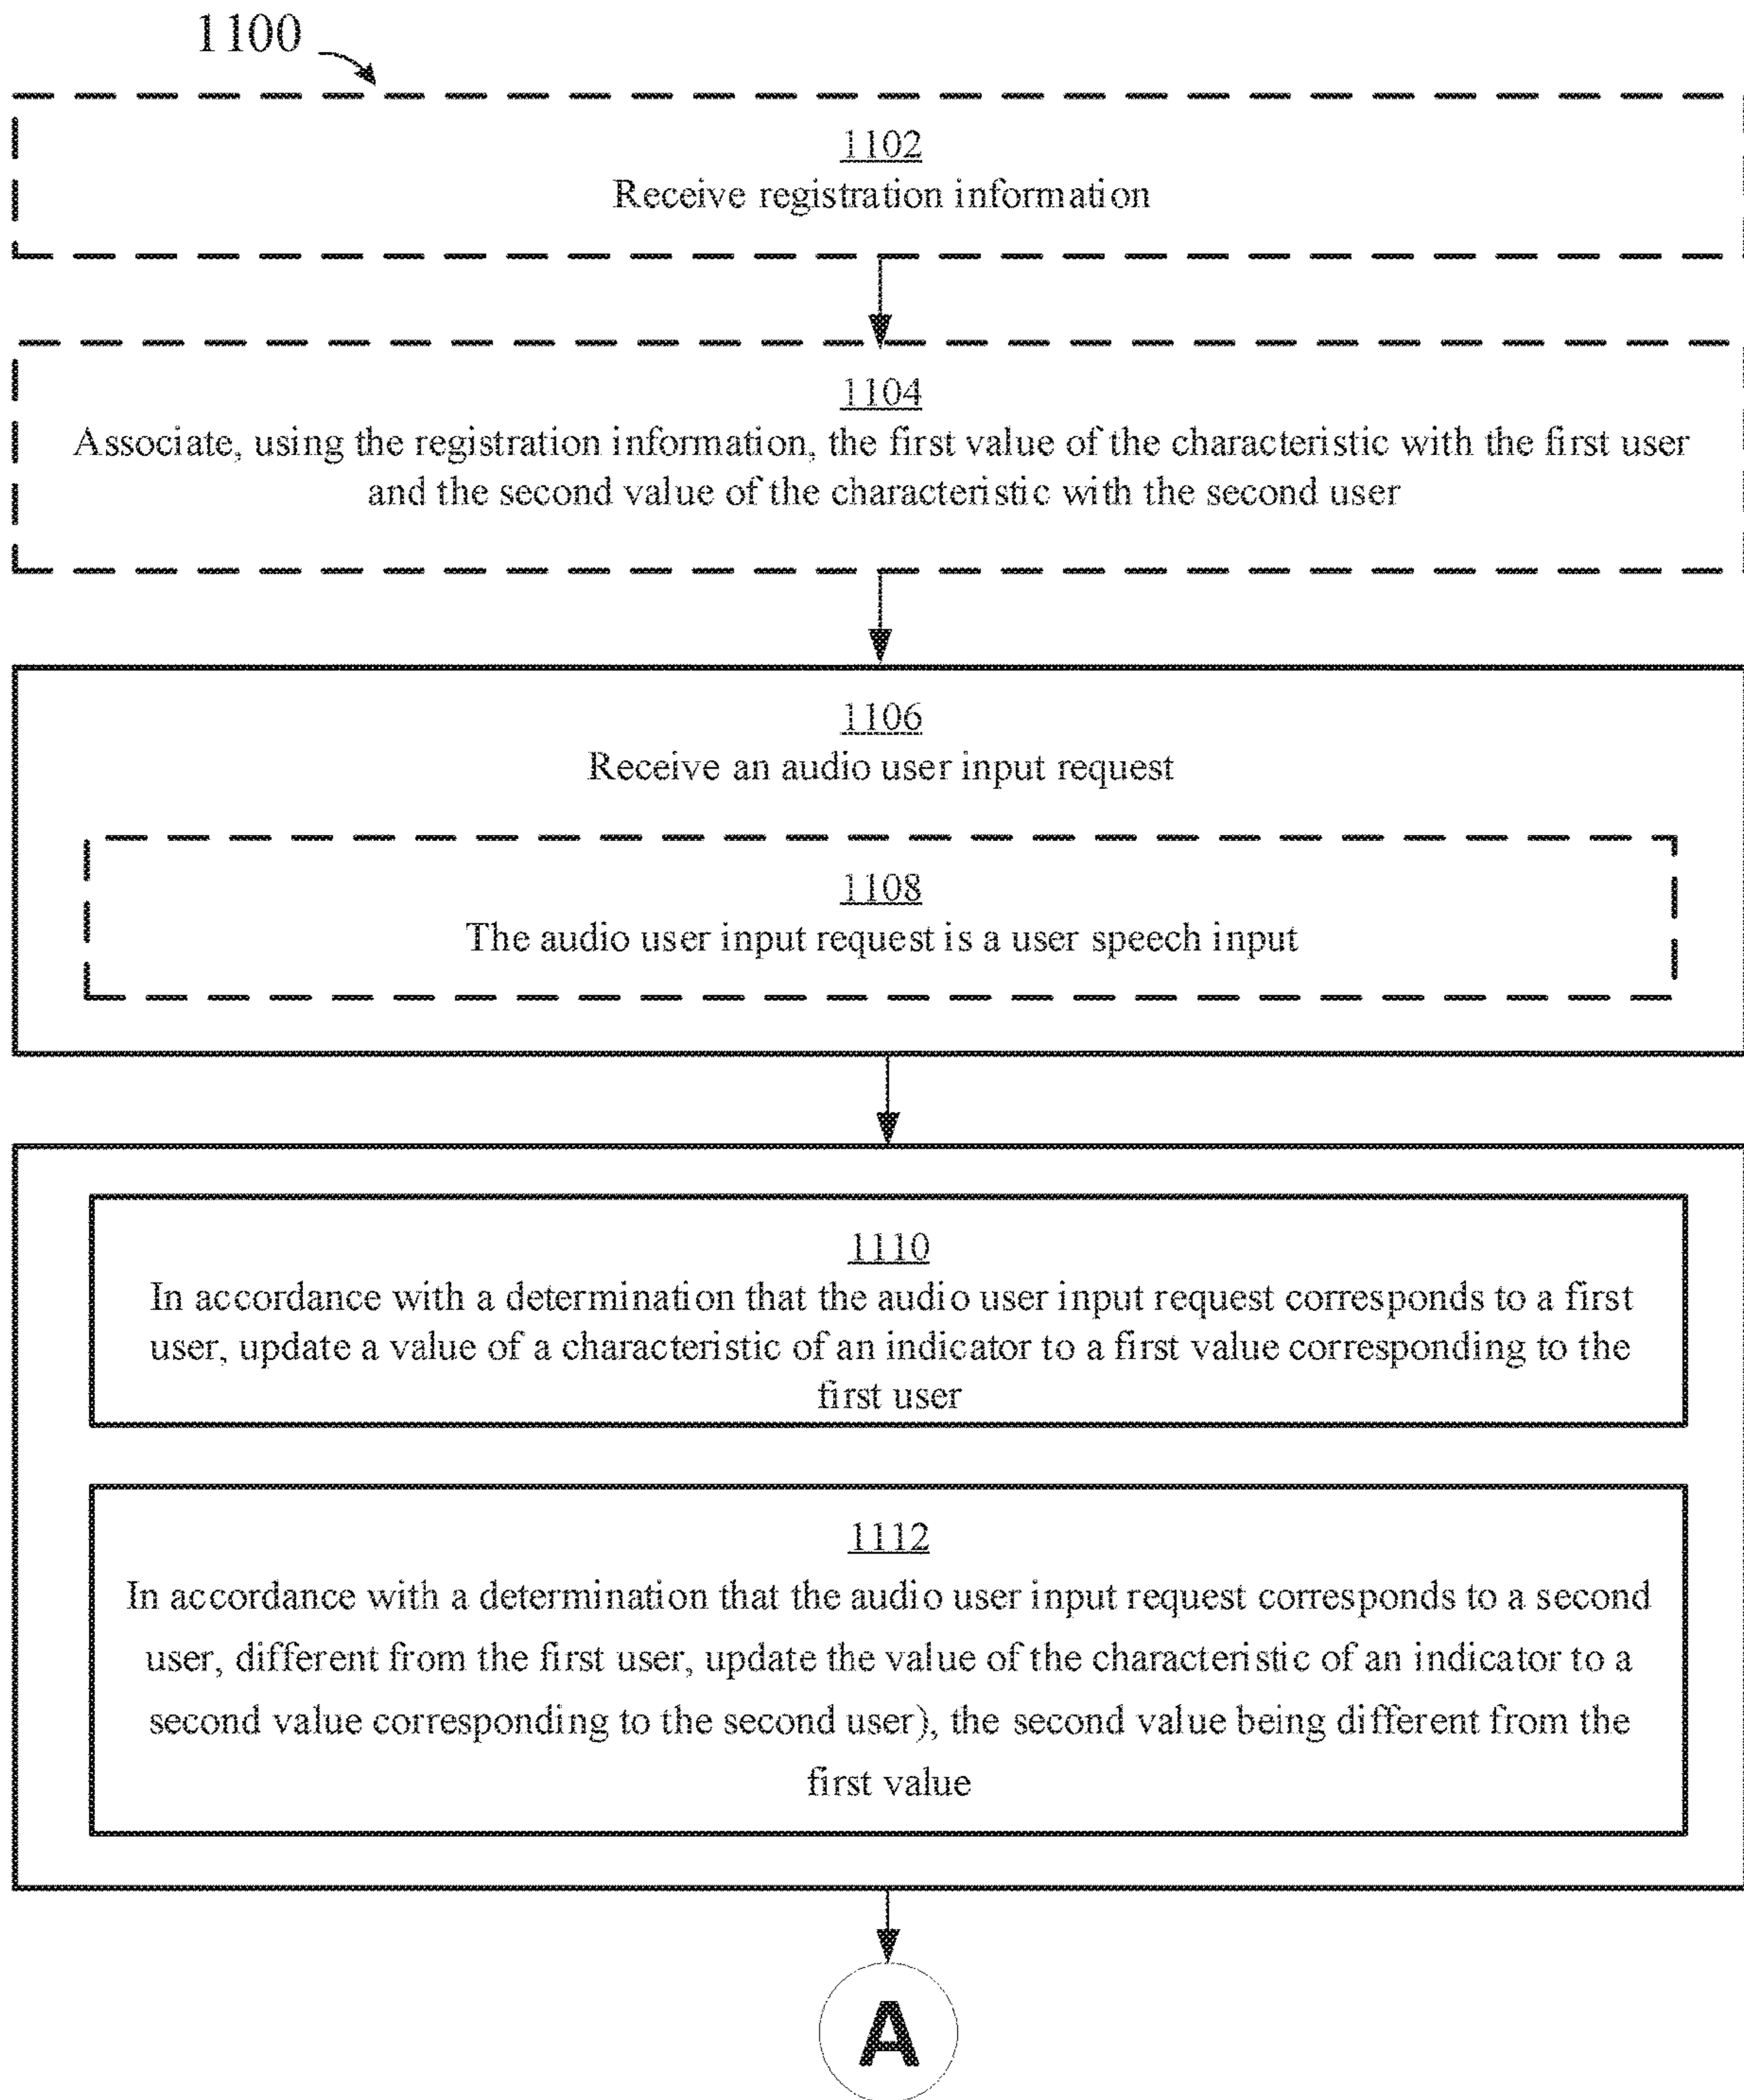 1100
1102
Receive registration information
1104
Associate, using the registration information, the first value of the characteristic with the first user
and the second value of the characteristic with the second user
1106
Receive an audio user input request
1108
The audio user input request is a user speech input
1110
In accordance with a determination that the audio user input request corresponds to a first
user, update a value of a characteristic of an indicator to a first value corresponding to the
first user
1112
In accordance with a determination that the audio user input request corresponds to a second
user, different from the first user, update the value of the characteristic of an indicator to a
second value corresponding to the second user), the second value being different from the
first value
A